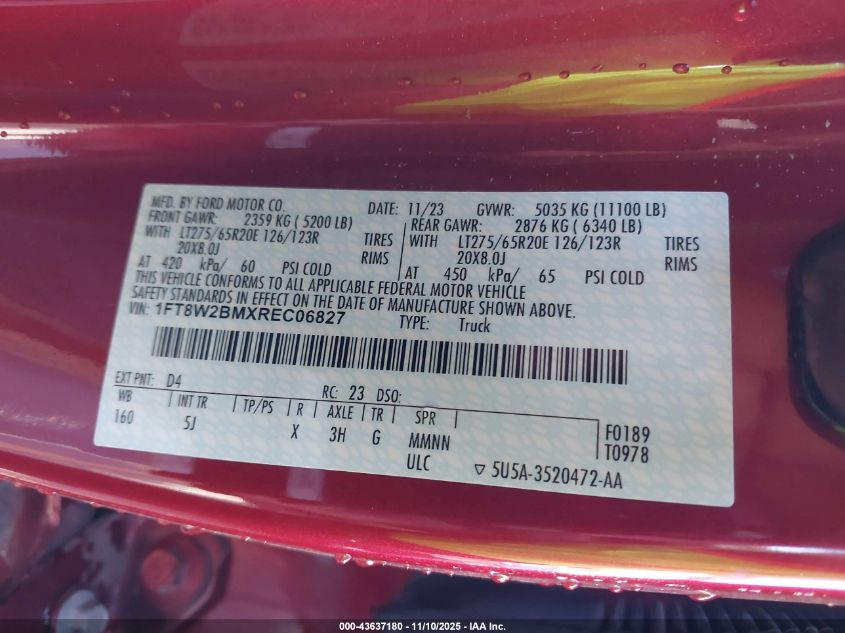 MFD. BY FORD MOTOR CO. DATE: 11/23 GVWR: 5035 KG (11100 LB)
FRONT GAWR: 2359 KG ( 5200 LB) REAR GAWR: 2876 KG ( 6340 LB)
WITH LT275/65R20E 126/123R TIRES WITH LT275/65R20E 126/123R TIRES
20X8.0J RIMS 20X8.0J RIMS
AT 420 kPa/ 60 PSI COLD AT 450 kPa/ 65 PSI COLD
THIS VEHICLE CONFORMS TO ALL APPLICABLE FEDERAL MOTOR VEHICLE
SAFETY STANDARDS IN EFFECT ON THE DATE OF MANUFACTURE SHOWN ABOVE.
VIN: 1FT8W2BMXREC06827 TYPE: Truck
EXT PNT: D4 RC: 23 DSO:
WB INT TR TP/PS R AXLE TR SPR F0189
160 5J X 3H G MMNN T0978
ULC ▽ 5U5A-3520472-AA
000-43637180 - 11/10/2025 - IAA Inc.